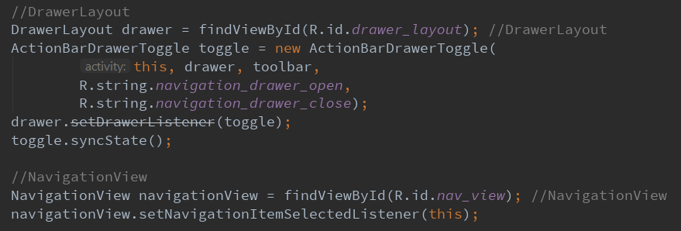 //DrawerLayout
DrawerLayout drawer = findViewById(R.id.drawer_layout); //DrawerLayout
ActionBarDrawerToggle toggle = new ActionBarDrawerToggle(
activity: this, drawer, toolbar,
R.string.navigation_drawer_open,
R.string.navigation_drawer_close);
drawer.setDrawerListener(toggle);
toggle.syncState();
//NavigationView
NavigationView navigationView = findViewById(R.id.nav_view); //NavigationView
navigationView.setNavigationItemSelectedListener(this);